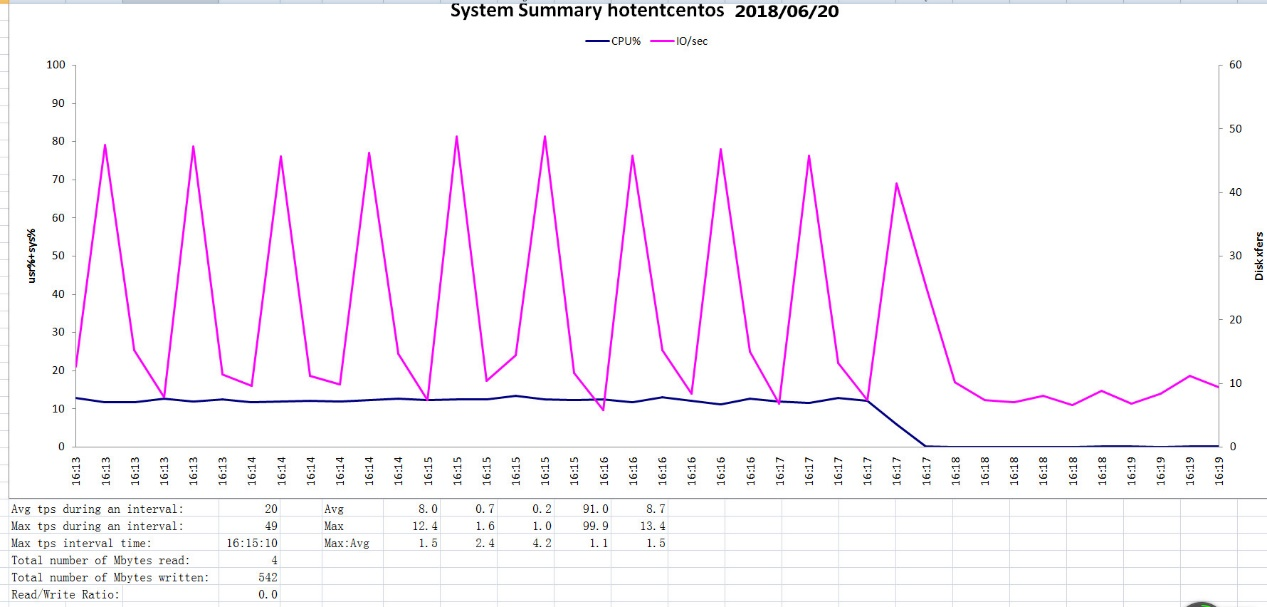 System Summary hotentcentos 2018/06/20
CPU% IO/sec
100
90
80
70
60
50
40
30
20
10
0
usr%+sys%
60
50
40
30
20
10
0
Disk xfers
16:13 16:13 16:13 16:13 16:13 16:13 16:14 16:14 16:14 16:14 16:14 16:14 16:15 16:15 16:15 16:15 16:15 16:15 16:16 16:16 16:16 16:16 16:16 16:16 16:17 16:17 16:17 16:17 16:17 16:17 16:18 16:18 16:18 16:18 16:18 16:18 16:19 16:19 16:19 16:19
Avg tps during an interval: 20 Avg 8.0 0.7 0.2 91.0 8.7
Max tps during an interval: 49 Max 12.4 1.6 1.0 99.9 13.4
Max tps interval time: 16:15:10 Max:Avg 1.5 2.4 4.2 1.1 1.5
Total number of Mbytes read: 4
Total number of Mbytes written: 542
Read/Write Ratio: 0.0